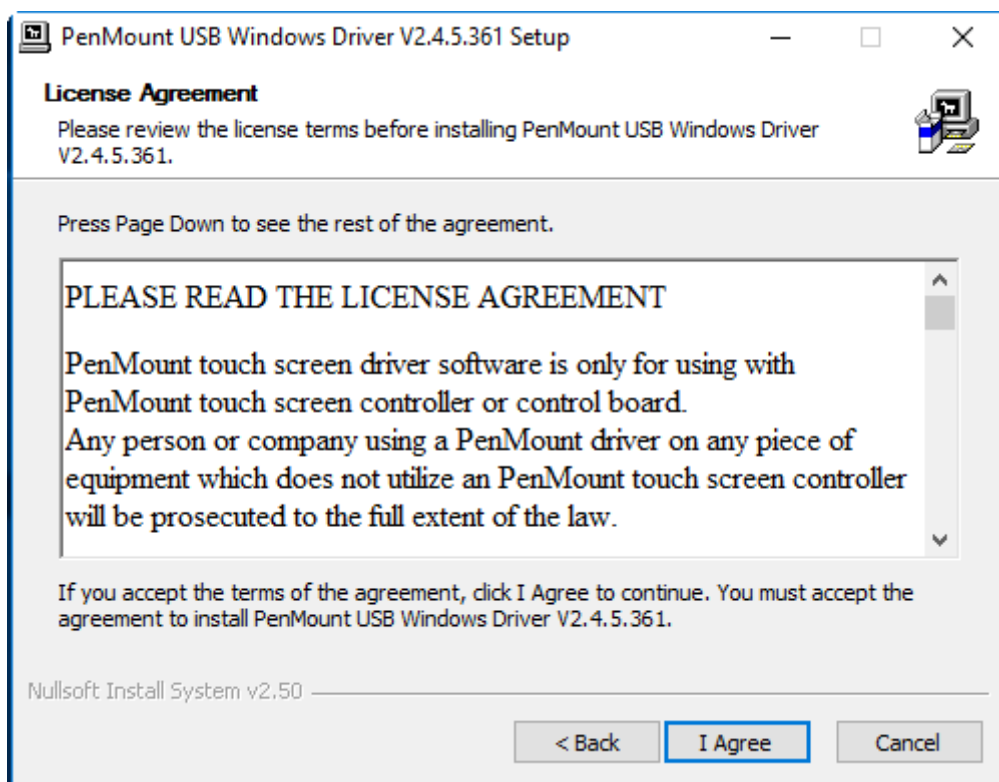 PenMount USB Windows Driver V2.4.5.361 Setup
License Agreement
Please review the license terms before installing PenMount USB Windows Driver
V2.4.5.361.
Press Page Down to see the rest of the agreement.
PLEASE READ THE LICENSE AGREEMENT
PenMount touch screen driver software is only for using with
PenMount touch screen controller or control board.
Any person or company using a PenMount driver on any piece of
equipment which does not utilize an PenMount touch screen controller
will be prosecuted to the full extent of the law.
If you accept the terms of the agreement, click I Agree to continue. You must accept the
agreement to install PenMount USB Windows Driver V2.4.5.361.
Nullsoft Install System v2.50
< Back I Agree Cancel